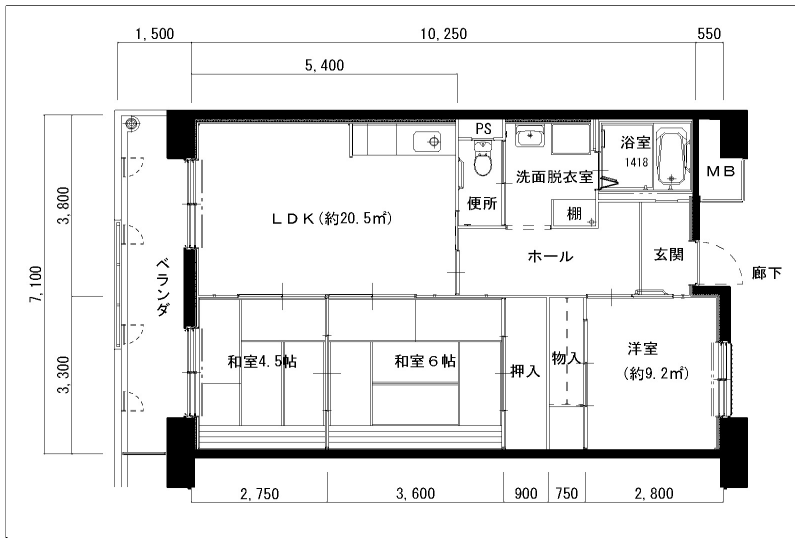 1,500
10,250
550
5,400
PS
浴室
1418
MB
洗面脱衣室
便所
棚
LDK(約20.5㎡)
ホール
玄関
廊下
ベランダ
3,800
7,100
3,300
和室4.5帖
和室6帖
押入
物入
洋室
(約9.2㎡)
2,750
3,600
900
750
2,800